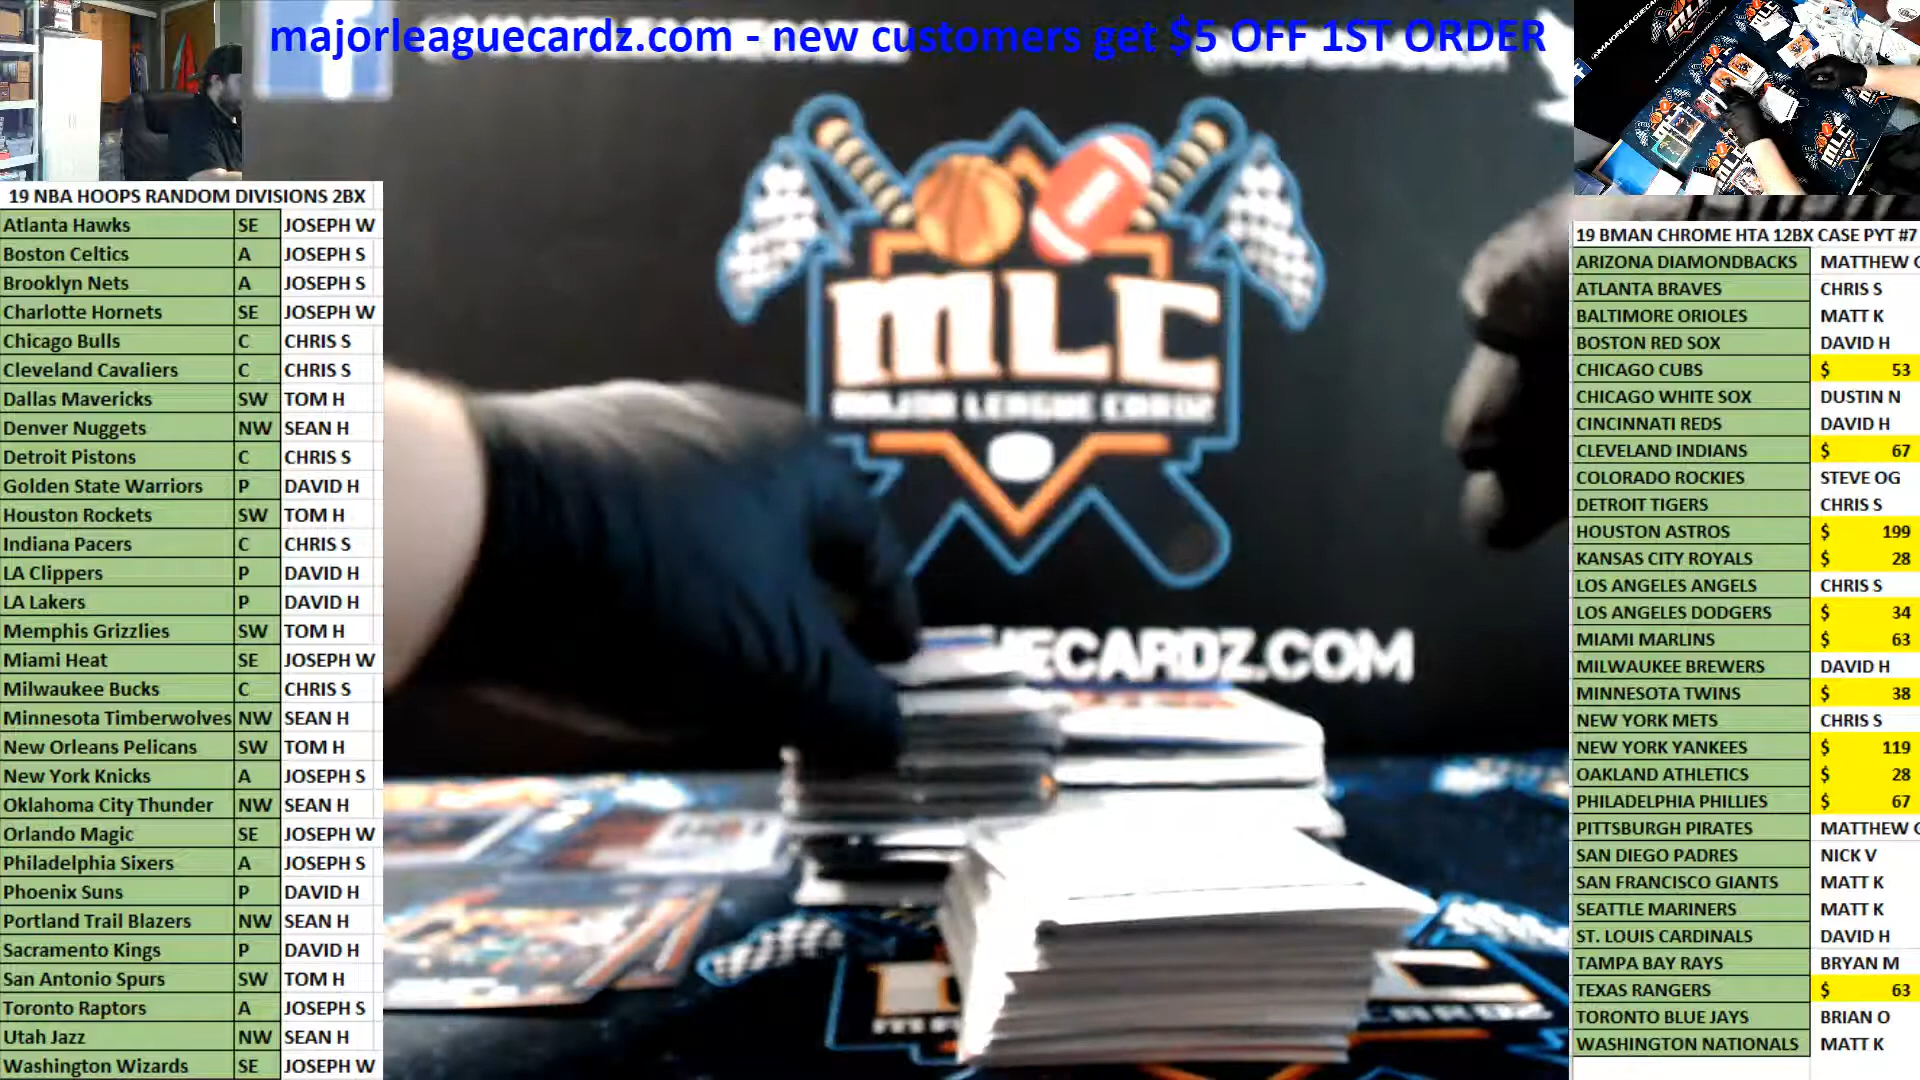 majorleaguecardz.com - new customers get $5 OFF 1ST ORDER
19 NBA HOOPS RANDOM DIVISIONS 2BX
Atlanta Hawks SE JOSEPH W
Boston Celtics A JOSEPH S
Brooklyn Nets A JOSEPH S
Charlotte Hornets SE JOSEPH W
Chicago Bulls C CHRIS S
Cleveland Cavaliers C CHRIS S
Dallas Mavericks SW TOM H
Denver Nuggets NW SEAN H
Detroit Pistons C CHRIS S
Golden State Warriors P DAVID H
Houston Rockets SW TOM H
Indiana Pacers C CHRIS S
LA Clippers P DAVID H
LA Lakers P DAVID H
Memphis Grizzlies SW TOM H
Miami Heat SE JOSEPH W
Milwaukee Bucks C CHRIS S
Minnesota Timberwolves NW SEAN H
New Orleans Pelicans SW TOM H
New York Knicks A JOSEPH S
Oklahoma City Thunder NW SEAN H
Orlando Magic SE JOSEPH W
Philadelphia Sixers A JOSEPH S
Phoenix Suns P DAVID H
Portland Trail Blazers NW SEAN H
Sacramento Kings P DAVID H
San Antonio Spurs SW TOM H
Toronto Raptors A JOSEPH S
Utah Jazz NW SEAN H
Washington Wizards SE JOSEPH W
MLC
MAJOR LEAGUE CARDZ
UECARDZ.COM
19 BMAN CHROME HTA 12BX CASE PYT #7
ARIZONA DIAMONDBACKS MATTHEW C
ATLANTA BRAVES CHRIS S
BALTIMORE ORIOLES MATT K
BOSTON RED SOX DAVID H
CHICAGO CUBS $ 53
CHICAGO WHITE SOX DUSTIN N
CINCINNATI REDS DAVID H
CLEVELAND INDIANS $ 67
COLORADO ROCKIES STEVE OG
DETROIT TIGERS CHRIS S
HOUSTON ASTROS $ 199
KANSAS CITY ROYALS $ 28
LOS ANGELES ANGELS CHRIS S
LOS ANGELES DODGERS $ 34
MIAMI MARLINS $ 63
MILWAUKEE BREWERS DAVID H
MINNESOTA TWINS $ 38
NEW YORK METS CHRIS S
NEW YORK YANKEES $ 119
OAKLAND ATHLETICS $ 28
PHILADELPHIA PHILLIES $ 67
PITTSBURGH PIRATES MATTHEW C
SAN DIEGO PADRES NICK V
SAN FRANCISCO GIANTS MATT K
SEATTLE MARINERS MATT K
ST. LOUIS CARDINALS DAVID H
TAMPA BAY RAYS BRYAN M
TEXAS RANGERS $ 63
TORONTO BLUE JAYS BRIAN O
WASHINGTON NATIONALS MATT K